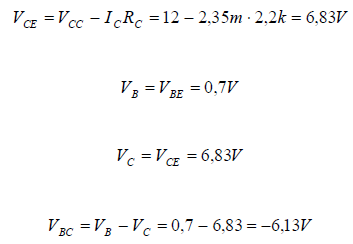 V_CE = V_CC − I_C R_C = 12 − 2,35m · 2,2k = 6,83V
V_B = V_BE = 0,7V
V_C = V_CE = 6,83V
V_BC = V_B − V_C = 0,7 − 6,83 = −6,13V